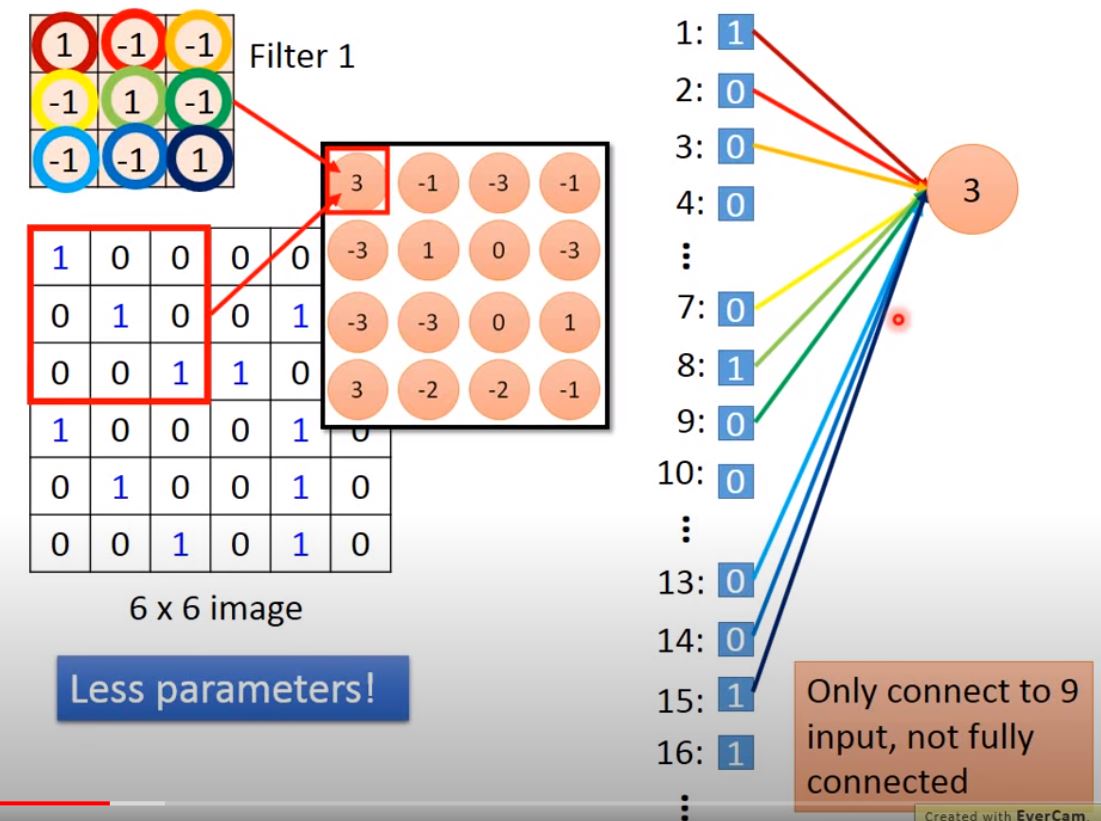 1 -1 -1
-1 1 -1
-1 -1 1
Filter 1
1 0 0 0 0
0 1 0 0 1
0 0 1 1 0
1 0 0 0 1 0
0 1 0 0 1 0
0 0 1 0 1 0
6 x 6 image
Less parameters!
3 -1 -3 -1
-3 1 0 -3
-3 -3 0 1
3 -2 -2 -1
1: 1
2: 0
3: 0
4: 0
⋮
7: 0
8: 1
9: 0
10: 0
⋮
13: 0
14: 0
15: 1
16: 1
⋮
3
Only connect to 9
input, not fully
connected
Created with EverCam.